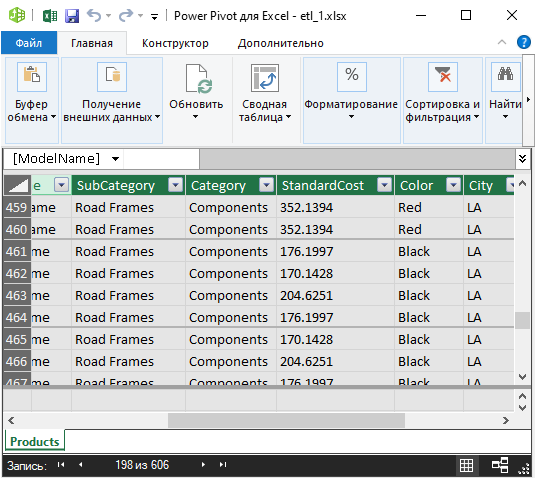 Power Pivot для Excel - etl_1.xlsx
Файл Главная Конструктор Дополнительно
Буфер обмена Получение внешних данных Обновить Сводная таблица Форматирование Сортировка и фильтрация Найти
[ModelName]
e SubCategory Category StandardCost Color City
459 ame Road Frames Components 352.1394 Red LA
460 ame Road Frames Components 352.1394 Red LA
461 me Road Frames Components 176.1997 Black LA
462 me Road Frames Components 170.1428 Black LA
463 me Road Frames Components 204.6251 Black LA
464 me Road Frames Components 176.1997 Black LA
465 me Road Frames Components 170.1428 Black LA
466 me Road Frames Components 204.6251 Black LA
467 me Road Frames Components 176.1997 Black LA
Products
Запись: 198 из 606